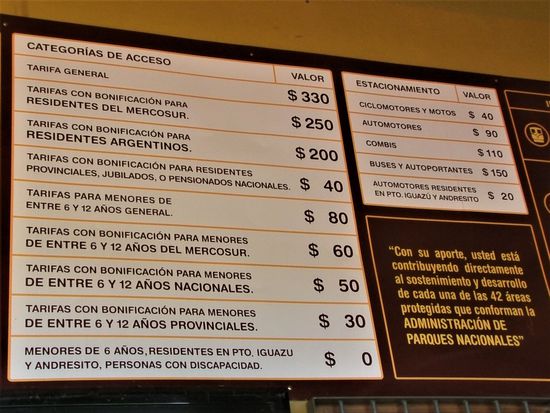 CATEGORÍAS DE ACCESO VALOR
TARIFA GENERAL $ 330
TARIFAS CON BONIFICACIÓN PARA
RESIDENTES DEL MERCOSUR. $ 250
TARIFAS CON BONIFICACIÓN PARA
RESIDENTES ARGENTINOS. $ 200
TARIFAS CON BONIFICACIÓN PARA RESIDENTES
PROVINCIALES, JUBILADOS, O PENSIONADOS NACIONALES. $ 40
TARIFAS PARA MENORES DE
ENTRE 6 Y 12 AÑOS GENERAL. $ 80
TARIFAS CON BONIFICACIÓN PARA MENORES
DE ENTRE 6 Y 12 AÑOS DEL MERCOSUR. $ 60
TARIFAS CON BONIFICACIÓN PARA MENORES
DE ENTRE 6 Y 12 AÑOS NACIONALES. $ 50
TARIFAS CON BONIFICACIÓN PARA MENORES
DE ENTRE 6 Y 12 AÑOS PROVINCIALES. $ 30
MENORES DE 6 AÑOS, RESIDENTES EN PTO. IGUAZU
Y ANDRESITO, PERSONAS CON DISCAPACIDAD. $ 0
ESTACIONAMIENTO VALOR
CICLOMOTORES Y MOTOS $ 40
AUTOMOTORES $ 90
COMBIS $ 110
BUSES Y AUTOPORTANTES $ 150
AUTOMOTORES RESIDENTES
EN PTO. IGUAZÚ Y ANDRESITO $ 20
"Con su aporte, usted está
contribuyendo directamente
al sostenimiento y desarrollo
de cada una de las 42 áreas
protegidas que conforman la
ADMINISTRACIÓN DE
PARQUES NACIONALES"